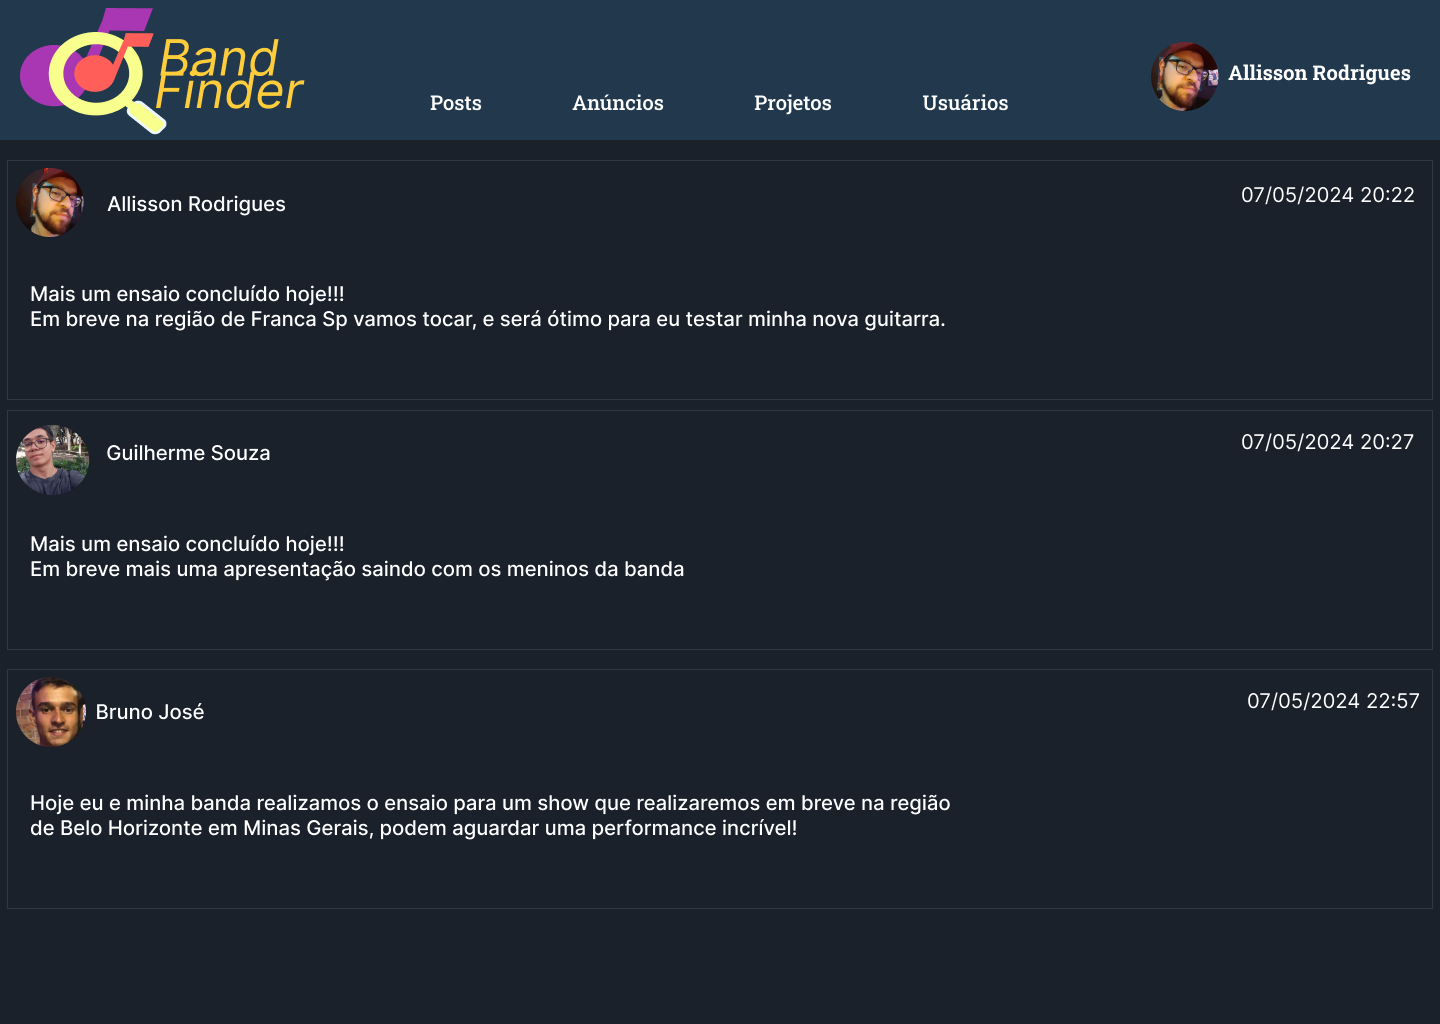 Band
Finder
Posts
Anúncios
Projetos
Usuários
Allisson Rodrigues
Allisson Rodrigues
07/05/2024 20:22
Mais um ensaio concluído hoje!!!
Em breve na região de Franca Sp vamos tocar, e será ótimo para eu testar minha nova guitarra.
Guilherme Souza
07/05/2024 20:27
Mais um ensaio concluído hoje!!!
Em breve mais uma apresentação saindo com os meninos da banda
Bruno José
07/05/2024 22:57
Hoje eu e minha banda realizamos o ensaio para um show que realizaremos em breve na região
de Belo Horizonte em Minas Gerais, podem aguardar uma performance incrível!